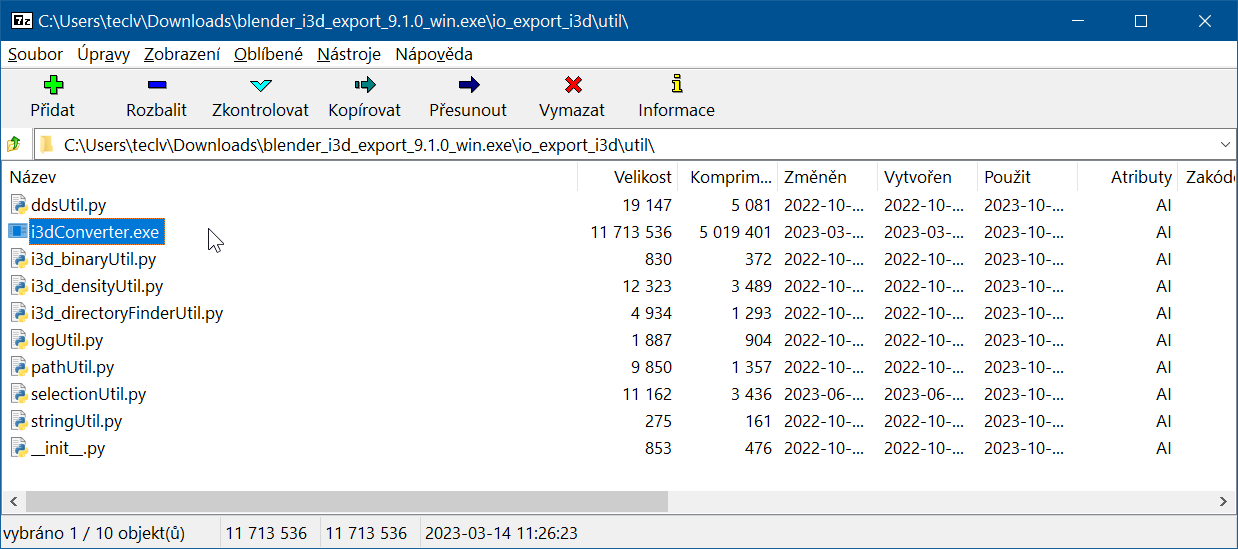 C:\Users\teclv\Downloads\blender_i3d_export_9.1.0_win.exe\io_export_i3d\util\
Soubor Úpravy Zobrazení Oblíbené Nástroje Nápověda
Přidat Rozbalit Zkontrolovat Kopírovat Přesunout Vymazat Informace
C:\Users\teclv\Downloads\blender_i3d_export_9.1.0_win.exe\io_export_i3d\util\
Název Velikost Komprim... Změněn Vytvořen Použit Atributy Zakódo
ddsUtil.py 19 147 5 081 2022-10-... 2022-10-... 2023-10-... AI
i3dConverter.exe 11 713 536 5 019 401 2023-03-... 2023-03-... 2023-10-... AI
i3d_binaryUtil.py 830 372 2022-10-... 2022-10-... 2023-10-... AI
i3d_densityUtil.py 12 323 3 489 2022-10-... 2022-10-... 2023-10-... AI
i3d_directoryFinderUtil.py 4 934 1 293 2022-10-... 2022-10-... 2023-10-... AI
logUtil.py 1 887 904 2022-10-... 2022-10-... 2023-10-... AI
pathUtil.py 9 850 1 357 2022-10-... 2022-10-... 2023-10-... AI
selectionUtil.py 11 162 3 436 2023-06-... 2023-06-... 2023-10-... AI
stringUtil.py 275 161 2022-10-... 2022-10-... 2023-10-... AI
__init__.py 853 476 2022-10-... 2022-10-... 2023-10-... AI
vybráno 1 / 10 objekt(ů) 11 713 536 11 713 536 2023-03-14 11:26:23